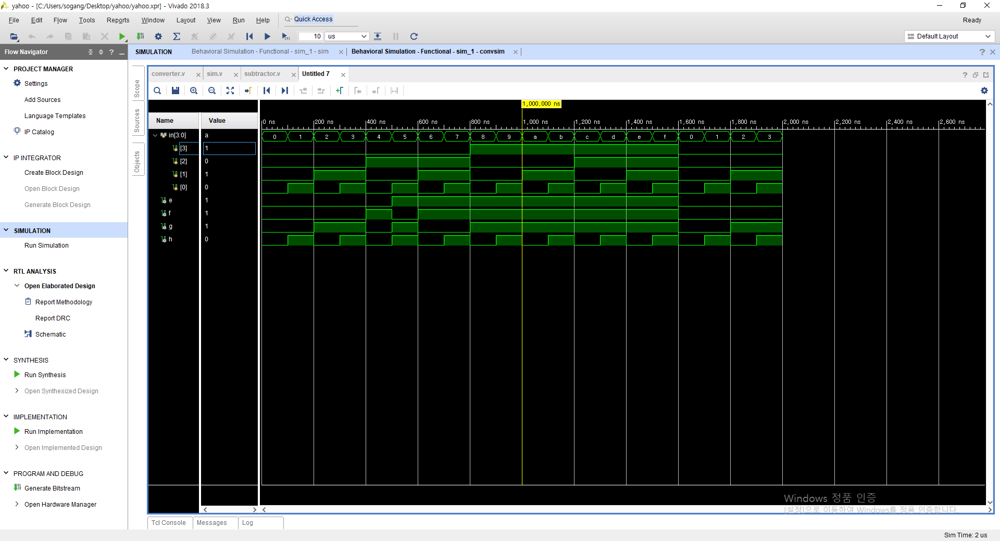 yahoo - [C:/Users/sogang/Desktop/yahoo/yahoo.xpr] - Vivado 2018.3
File Edit Flow Tools Reports Window Layout View Run Help Quick Access Ready
10 us Default Layout
Flow Navigator
SIMULATION Behavioral Simulation - Functional - sim_1 - sim Behavioral Simulation - Functional - sim_1 - convsim
PROJECT MANAGER
Settings
Add Sources
Language Templates
IP Catalog
IP INTEGRATOR
Create Block Design
Open Block Design
Generate Block Design
SIMULATION
Run Simulation
RTL ANALYSIS
Open Elaborated Design
Report Methodology
Report DRC
Schematic
SYNTHESIS
Run Synthesis
Open Synthesized Design
IMPLEMENTATION
Run Implementation
Open Implemented Design
PROGRAM AND DEBUG
Generate Bitstream
Open Hardware Manager
Scope
Sources
Objects
converter.v sim.v subtractor.v Untitled 7
1,000,000 ns
Name Value
0 ns 200 ns 400 ns 600 ns 800 ns 1,000 ns 1,200 ns 1,400 ns 1,600 ns 1,800 ns 2,000 ns 2,200 ns 2,400 ns 2,600 ns
in[3:0] a 0 1 2 3 4 5 6 7 8 9 a b c d e f 0 1 2 3
[3] 1
[2] 0
[1] 1
[0] 0
e 1
f 1
g 1
h 0
Windows 정품 인증
[설정]으로 이동하여 Windows를 정품 인증합니다.
Tcl Console Messages Log
Sim Time: 2 us